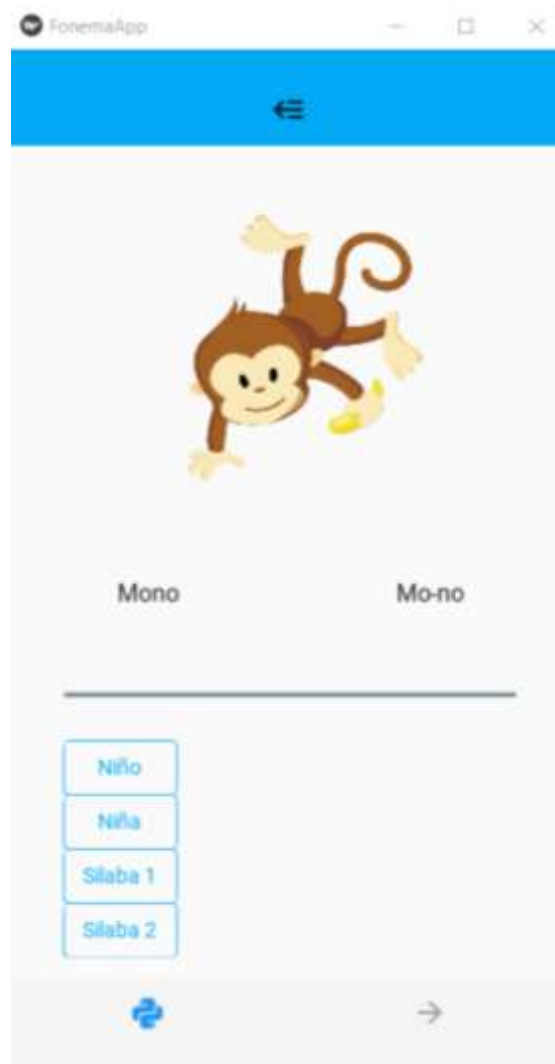 FonemaApp
Mono Mo-no
Niño
Niña
Silaba 1
Silaba 2